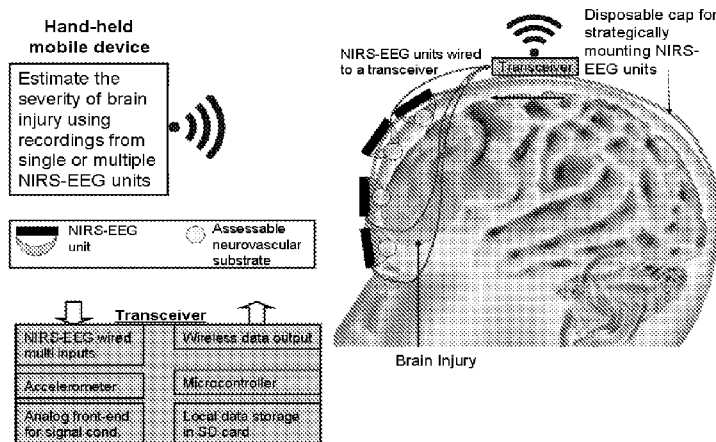 Hand-held
mobile device
Estimate the
severity of brain
injury using
recordings from
single or multiple
NIRS-EEG units
NIRS-EEG units wired
to a transceiver
Transceiver
Disposable cap for
strategically
mounting NIRS-
EEG units
NIRS-EEG
unit
Assessable
neurovascular
substrate
Transceiver
NIRS-EEG wired
multi inputs
Wireless data output
Accelerometer
Microcontroller
Analog front-end
for signal cond.
Local data storage
in SD card
Brain Injury